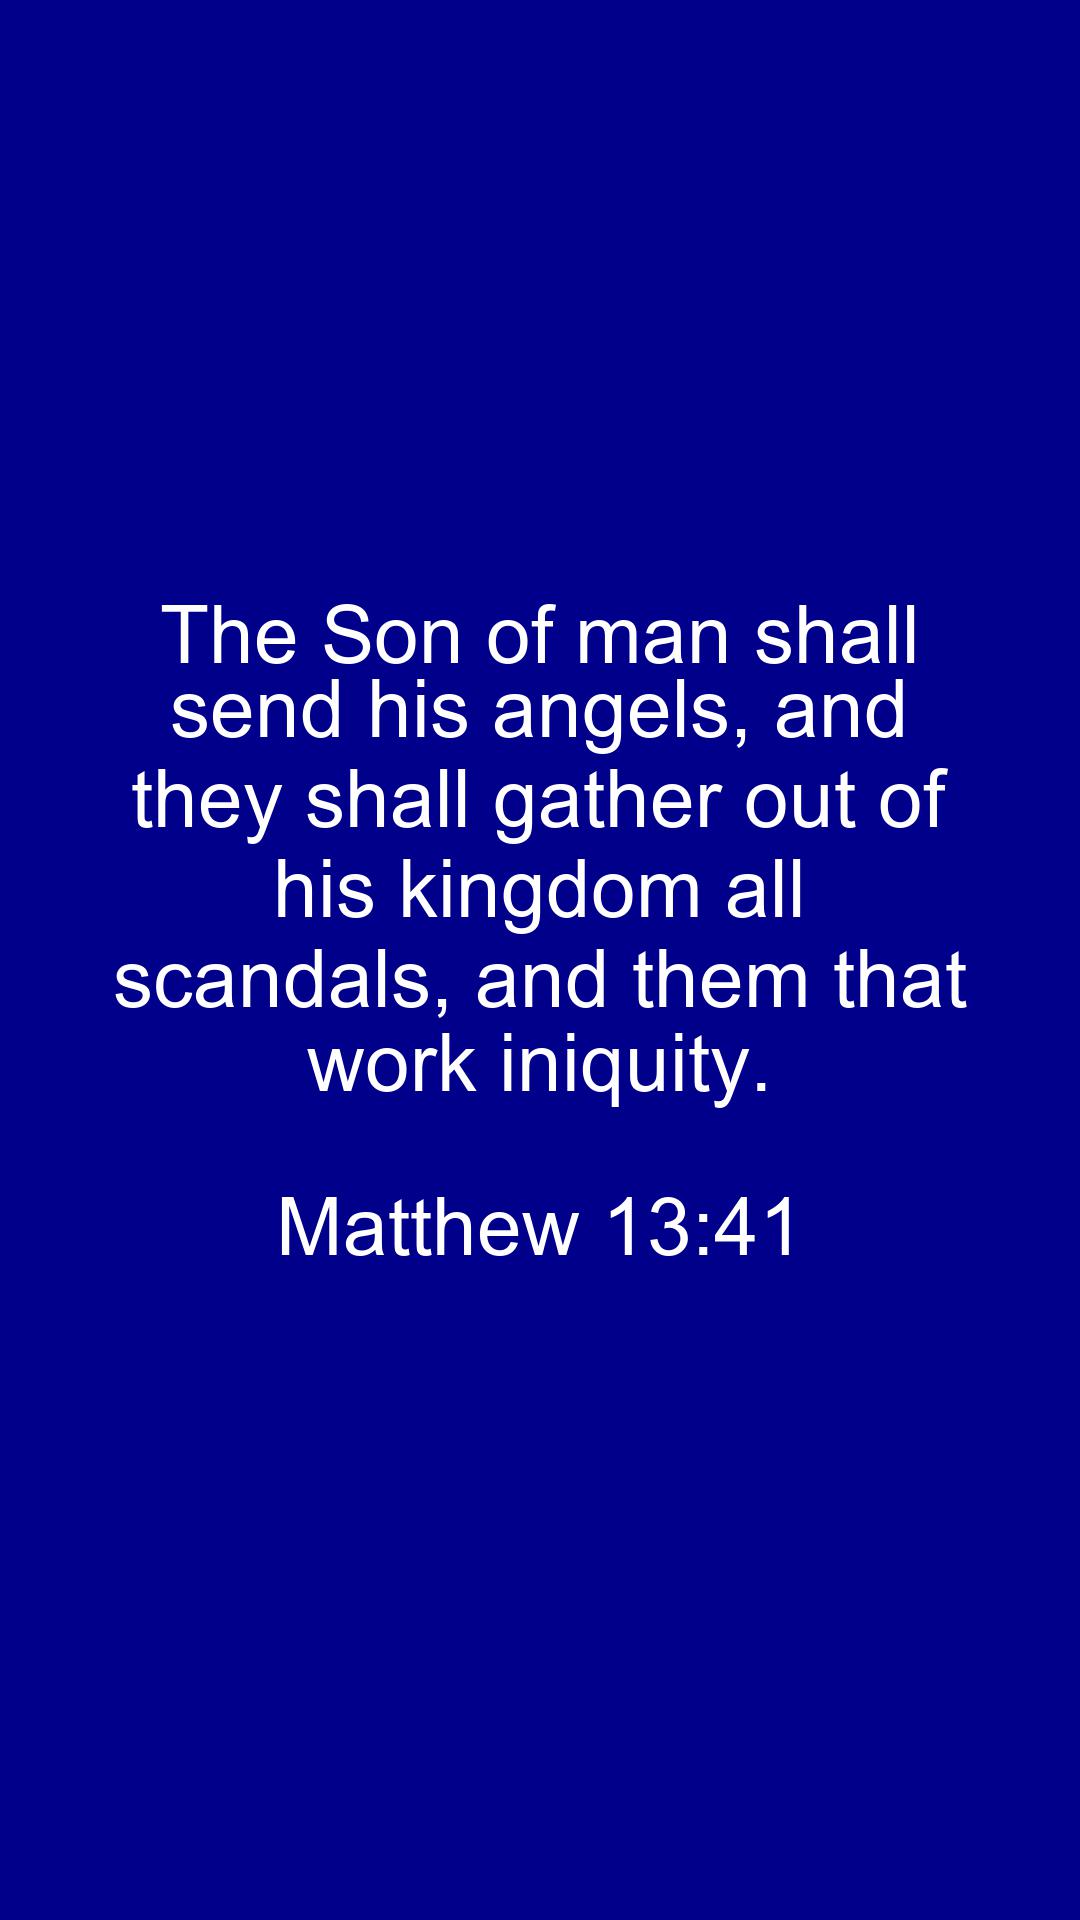 The Son of man shall
send his angels, and
they shall gather out of
his kingdom all
scandals, and them that
work iniquity.
Matthew 13:41